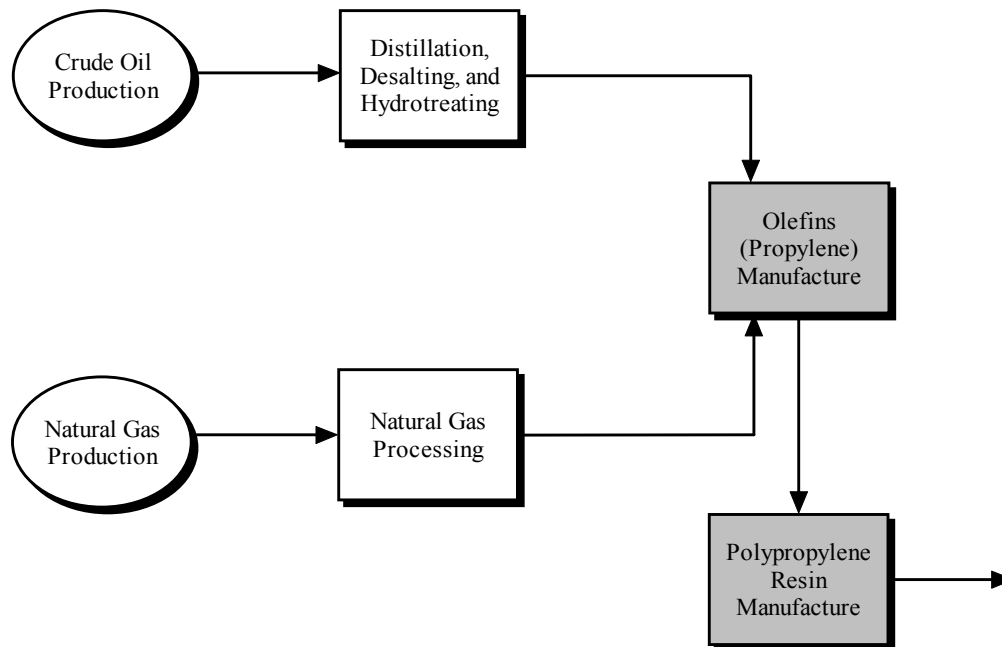 Crude Oil
Production
Distillation,
Desalting, and
Hydrotreating
Olefins
(Propylene)
Manufacture
Natural Gas
Production
Natural Gas
Processing
Polypropylene
Resin
Manufacture